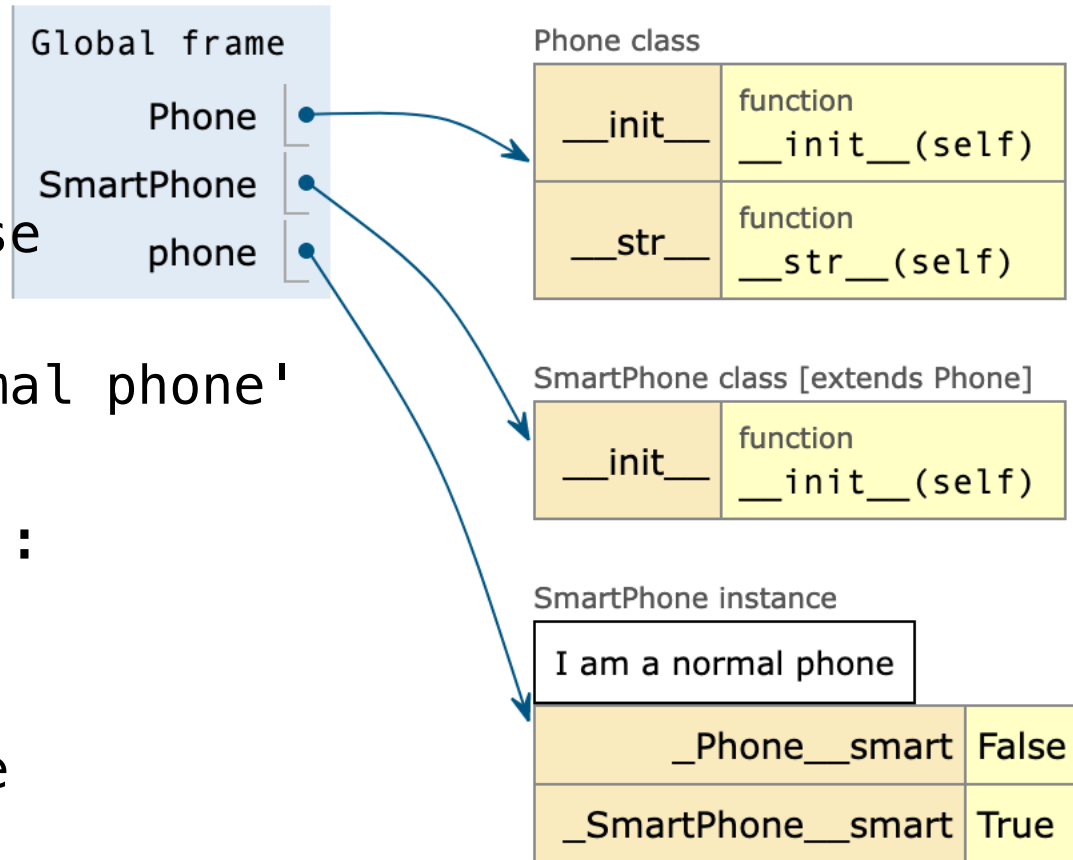 Global frame
Phone
SmartPhone
phone
se
mal phone'
:
e
Phone class
__init__
function
__init__(self)
__str__
function
__str__(self)
SmartPhone class [extends Phone]
__init__
function
__init__(self)
SmartPhone instance
I am a normal phone
_Phone__smart False
_SmartPhone__smart True